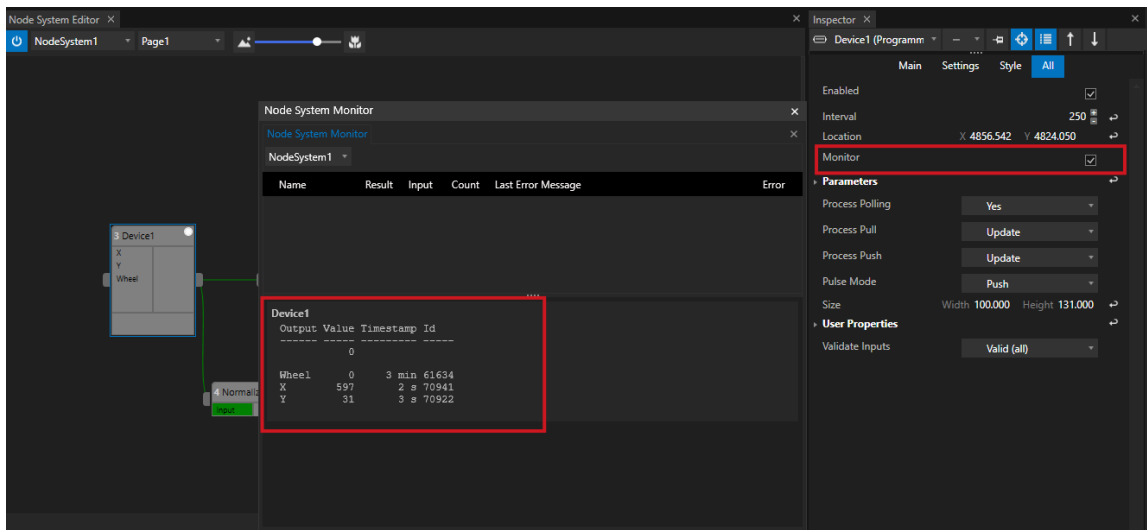 Node System Editor ×
NodeSystem1 Page1
3 Device1
X
Y
Wheel
4 Normaliz
Input
Node System Monitor ×
Node System Monitor ×
NodeSystem1
Name Result Input Count Last Error Message Error
Device1
Output Value Timestamp Id
------ ----- --------- -----
0
Wheel 0 3 min 61634
X 597 2 s 70941
Y 31 3 s 70922
Inspector ×
Device1 (Programm
Main Settings Style All
Enabled
Interval 250
Location X 4856.542 Y 4824.050
Monitor
Parameters
Process Polling Yes
Process Pull Update
Process Push Update
Pulse Mode Push
Size Width 100.000 Height 131.000
User Properties
Validate Inputs Valid (all)